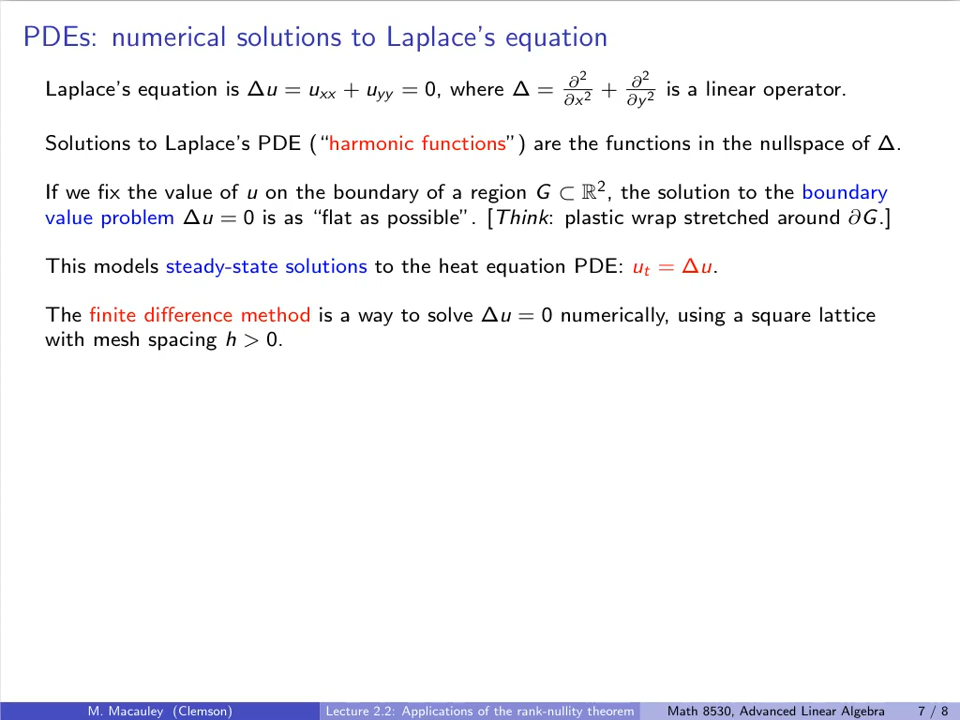 PDEs: numerical solutions to Laplace's equation
Laplace's equation is Δu = u_xx + u_yy = 0, where Δ = ∂²/∂x² + ∂²/∂y² is a linear operator.
Solutions to Laplace's PDE (“harmonic functions”) are the functions in the nullspace of Δ.
If we fix the value of u on the boundary of a region G ⊂ ℝ², the solution to the boundary
value problem Δu = 0 is as “flat as possible”. [Think: plastic wrap stretched around ∂G.]
This models steady-state solutions to the heat equation PDE: u_t = Δu.
The finite difference method is a way to solve Δu = 0 numerically, using a square lattice
with mesh spacing h > 0.
M. Macauley (Clemson) Lecture 2.2: Applications of the rank-nullity theorem Math 8530, Advanced Linear Algebra 7 / 8